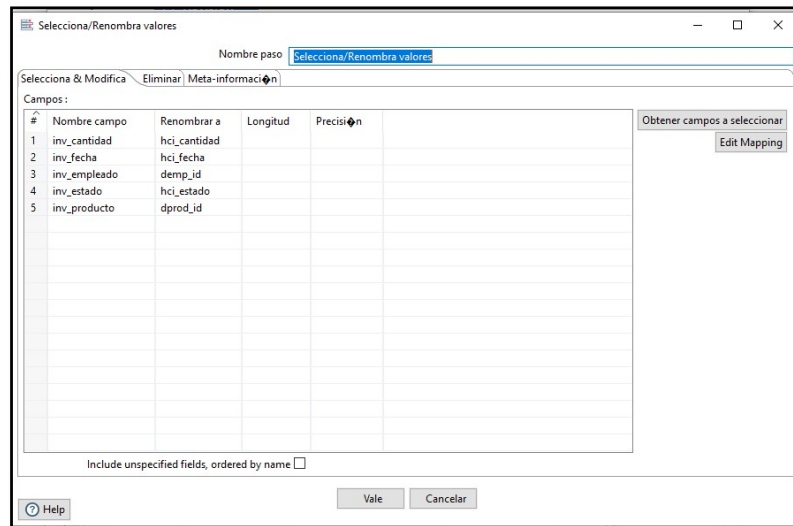 Selecciona/Renombra valores
Nombre paso Selecciona/Renombra valores
Selecciona & Modifica Eliminar Meta-informaci�n
Campos :
# Nombre campo Renombrar a Longitud Precisi�n
1 inv_cantidad hci_cantidad
2 inv_fecha hci_fecha
3 inv_empleado demp_id
4 inv_estado hci_estado
5 inv_producto dprod_id
Obtener campos a seleccionar
Edit Mapping
Include unspecified fields, ordered by name
Vale Cancelar
Help